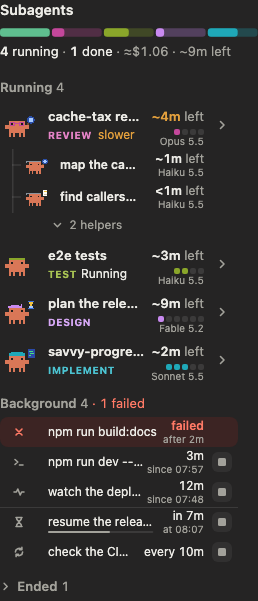 Subagents
4 running · 1 done · ≈$1.06 · ~9m left
Running 4
cache-tax re... ~4m left
REVIEW slower Opus 5.5
map the ca... ~1m left
Haiku 5.5
find callers... <1m left
Haiku 5.5
2 helpers
e2e tests ~3m left
TEST Running Haiku 5.5
plan the rele... ~9m left
DESIGN Fable 5.2
savvy-progre... ~2m left
IMPLEMENT Sonnet 5.5
Background 4 · 1 failed
npm run build:docs failed
after 2m
npm run dev --... 3m
since 07:57
watch the depl... 12m
since 07:48
resume the relea... in 7m
at 08:07
check the CI... every 10m
Ended 1